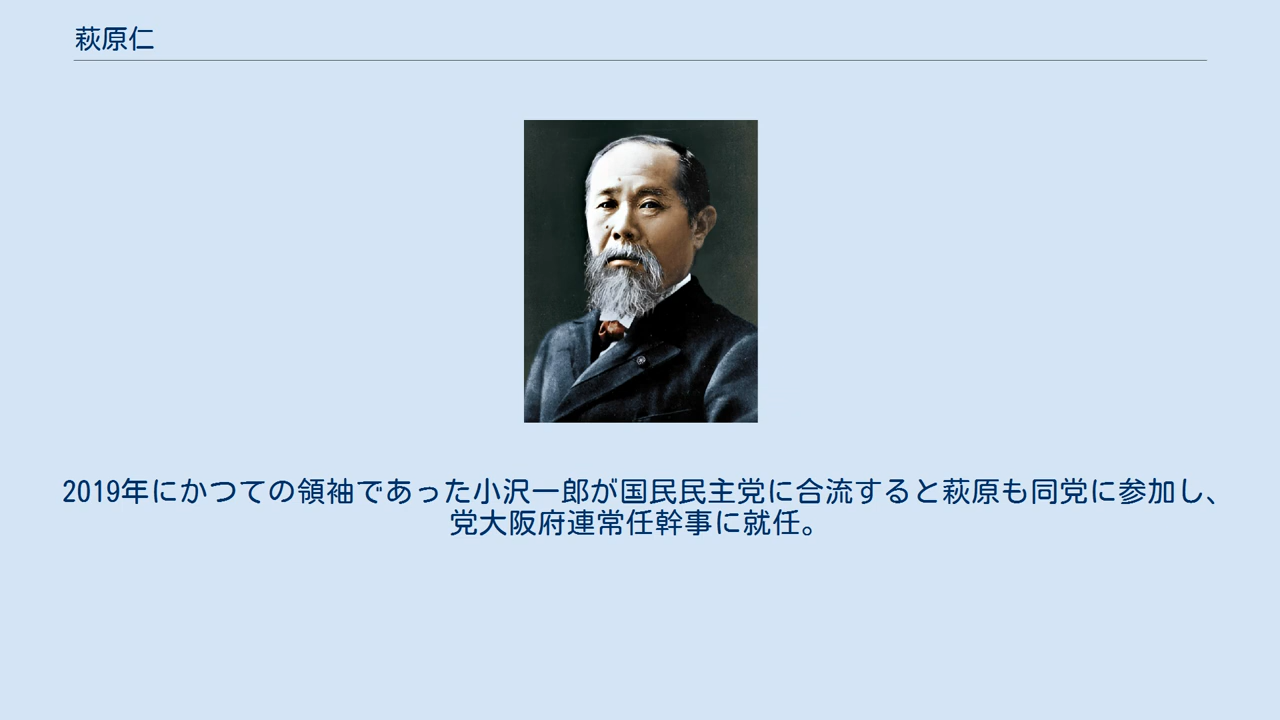 萩原仁
2019年にかつての領袖であった小沢一郎が国民民主党に合流すると萩原も同党に参加し、
党大阪府連常任幹事に就任。